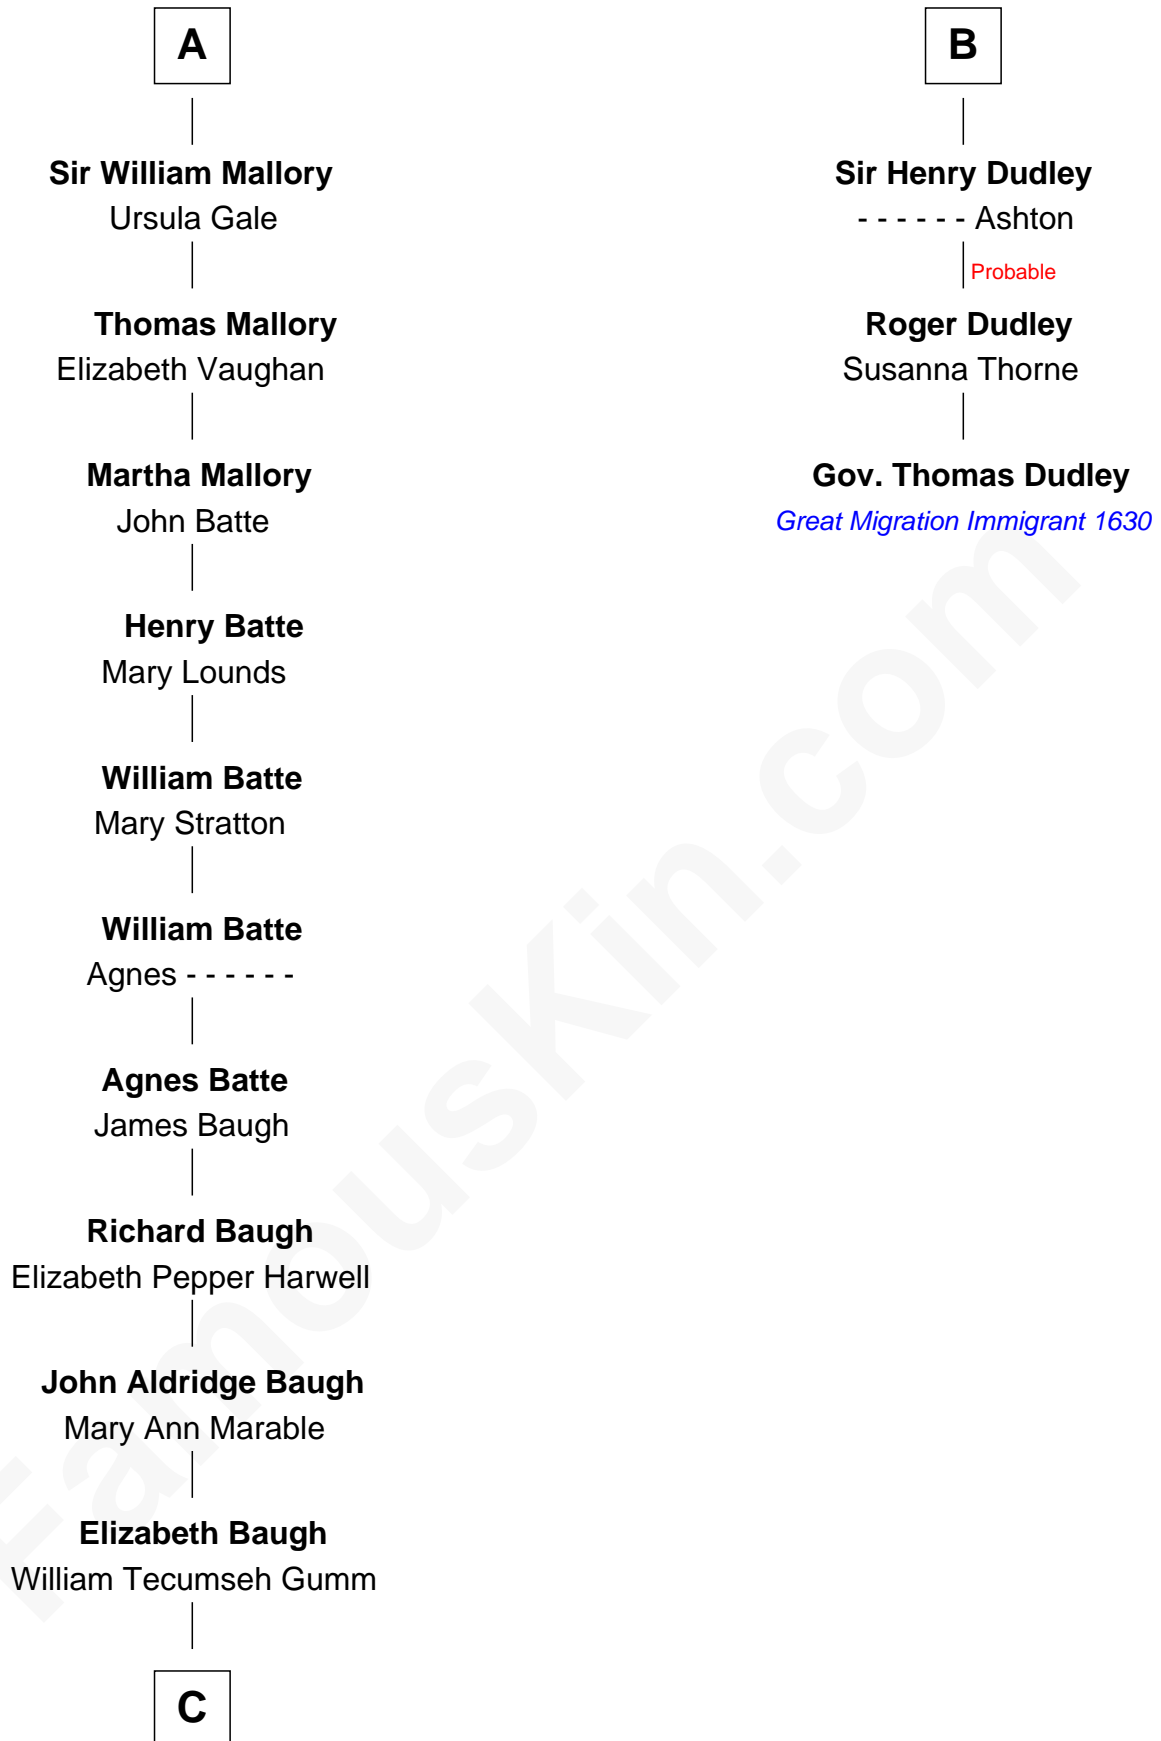 A
Sir William Mallory
Ursula Gale
Thomas Mallory
Elizabeth Vaughan
Martha Mallory
John Batte
Henry Batte
Mary Lounds
William Batte
Mary Stratton
William Batte
Agnes - - - - - -
Agnes Batte
James Baugh
Richard Baugh
Elizabeth Pepper Harwell
John Aldridge Baugh
Mary Ann Marable
Elizabeth Baugh
William Tecumseh Gumm
C
B
Sir Henry Dudley
- - - - - - Ashton
Probable
Roger Dudley
Susanna Thorne
Gov. Thomas Dudley
Great Migration Immigrant 1630
FamousKin.com